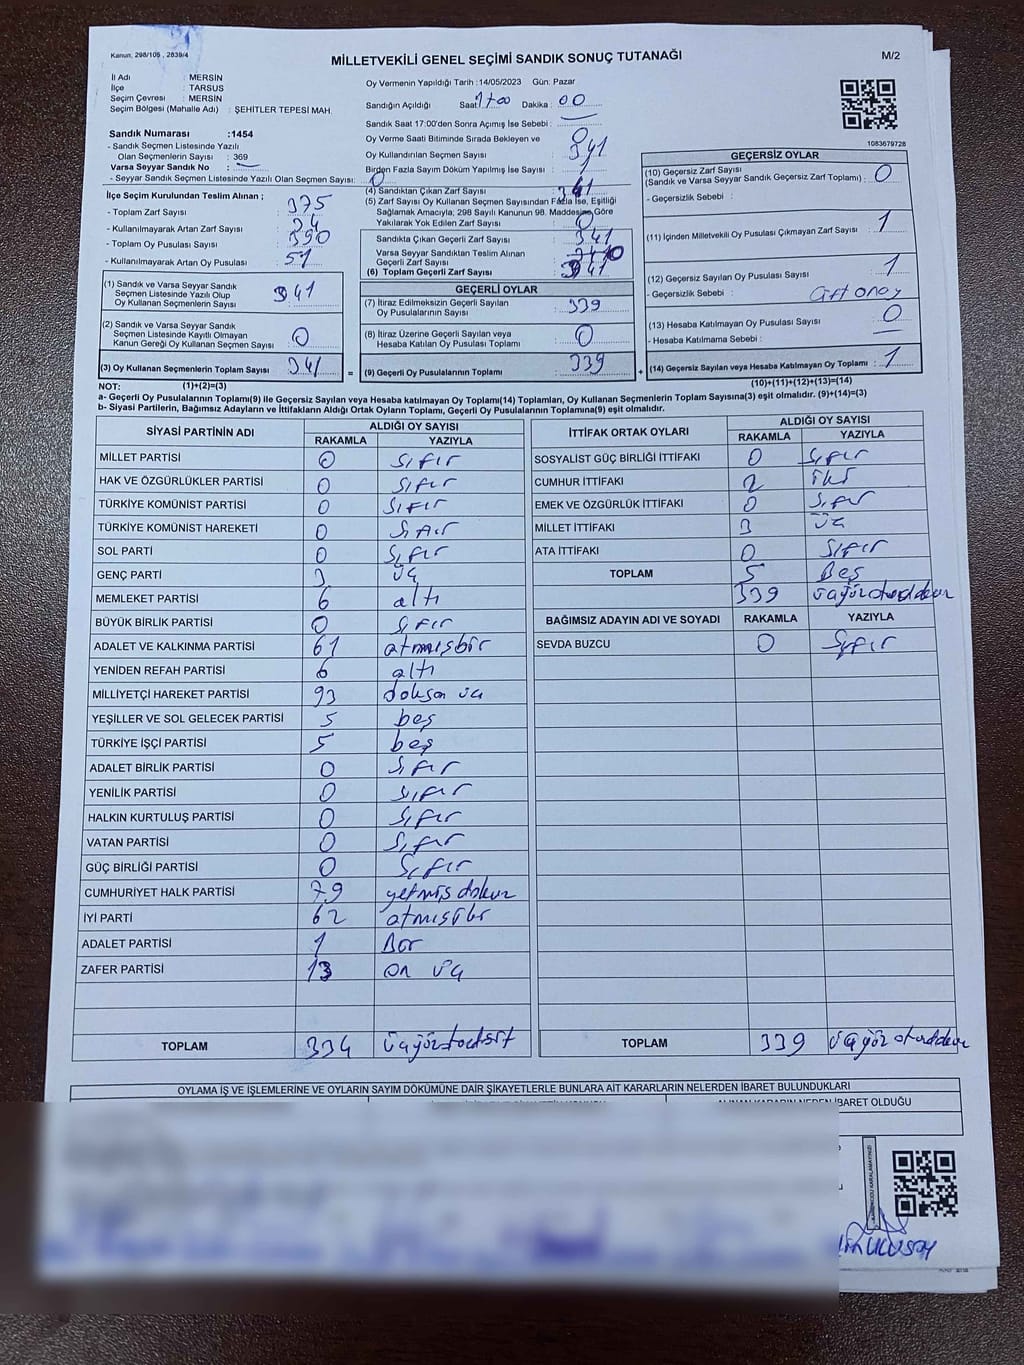 Kanun, 298/105 , 2839/4
MİLLETVEKİLİ GENEL SEÇİMİ SANDIK SONUÇ TUTANAĞI
M/2
İl Adı : MERSİN
İlçe : TARSUS
Seçim Çevresi : MERSİN
Seçim Bölgesi (Mahalle Adı) : ŞEHİTLER TEPESİ MAH.
Sandık Numarası :1454
- Sandık Seçmen Listesinde Yazılı
Olan Seçmenlerin Sayısı : 369
Varsa Seyyar Sandık No :
- Seyyar Sandık Seçmen Listesinde Yazılı Olan Seçmen Sayısı: 0
Oy Vermenin Yapıldığı Tarih :14/05/2023 Gün: Pazar
Sandığın Açıldığı Saat: 1700 Dakika : 00
Sandık Saat 17:00'den Sonra Açımış İse Sebebi :
Oy Verme Saati Bitiminde Sırada Bekleyen ve
Oy Kullandırılan Seçmen Sayısı
Birden Fazla Sayım Döküm Yapılmış İse Sayısı :
(4) Sandıktan Çıkan Zarf Sayısı : 341
(5) Zarf Sayısı Oy Kullanan Seçmen Sayısından Fazla İse, Eşitliği
Sağlamak Amacıyla; 298 Sayılı Kanunun 98. Maddesine Göre
Yakılarak Yok Edilen Zarf Sayısı : 0
Sandıkta Çıkan Geçerli Zarf Sayısı : 341
Varsa Seyyar Sandıktan Teslim Alınan
Geçerli Zarf Sayısı
(6) Toplam Geçerli Zarf Sayısı : 341
İlçe Seçim Kurulundan Teslim Alınan ;
- Toplam Zarf Sayısı : 375
- Kullanılmayarak Artan Zarf Sayısı : 34
- Toplam Oy Pusulası Sayısı : 390
- Kullanılmayarak Artan Oy Pusulası
(1) Sandık ve Varsa Seyyar Sandık
Seçmen Listesinde Yazılı Olup
Oy Kullanan Seçmenlerin Sayısı : 341
(2) Sandık ve Varsa Seyyar Sandık
Seçmen Listesinde Kayıtlı Olmayan
Kanun Gereği Oy Kullanan Seçmen Sayısı : 0
(3) Oy Kullanan Seçmenlerin Toplam Sayısı : 341
GEÇERLİ OYLAR
(7) İtiraz Edilmeksizin Geçerli Sayılan
Oy Pusulalarının Sayısı : 339
(8) İtiraz Üzerine Geçerli Sayılan veya
Hesaba Katılan Oy Pusulası Toplamı : 0
= (9) Geçerli Oy Pusulalarının Toplamı : 339
1083679728
GEÇERSİZ OYLAR
(10) Geçersiz Zarf Sayısı
(Sandık ve Varsa Seyyar Sandık Geçersiz Zarf Toplamı) : 0
- Geçersizlik Sebebi :
(11) İçinden Milletvekili Oy Pusulası Çıkmayan Zarf Sayısı : 1
(12) Geçersiz Sayılan Oy Pusulası Sayısı : 1
- Geçersizlik Sebebi :
(13) Hesaba Katılmayan Oy Pusulası Sayısı : 0
- Hesaba Katılmama Sebebi :
+ (14) Geçersiz Sayılan veya Hesaba Katılmayan Oy Toplamı : 1
NOT: (1)+(2)=(3) (10)+(11)+(12)+(13)=(14)
a- Geçerli Oy Pusulalarının Toplamı(9) ile Geçersiz Sayılan veya Hesaba katılmayan Oy Toplamı(14) Toplamları, Oy Kullanan Seçmenlerin Toplam Sayısına(3) eşit olmalıdır. (9)+(14)=(3)
b- Siyasi Partilerin, Bağımsız Adayların ve İttifakların Aldığı Ortak Oyların Toplamı, Geçerli Oy Pusulalarının Toplamına(9) eşit olmalıdır.
SİYASİ PARTİNİN ADI
ALDIĞI OY SAYISI
RAKAMLA YAZIYLA
MİLLET PARTİSİ 0 sıfır
HAK VE ÖZGÜRLÜKLER PARTİSİ 0 sıfır
TÜRKİYE KOMÜNİST PARTİSİ 0 sıfır
TÜRKİYE KOMÜNİST HAREKETİ 0 sıfır
SOL PARTİ 0 sıfır
GENÇ PARTİ 3 üç
MEMLEKET PARTİSİ 6 altı
BÜYÜK BİRLİK PARTİSİ 0 sıfır
ADALET VE KALKINMA PARTİSİ 61 atmışbir
YENİDEN REFAH PARTİSİ 6 altı
MİLLİYETÇİ HAREKET PARTİSİ 93 doksan üç
YEŞİLLER VE SOL GELECEK PARTİSİ 5 beş
TÜRKİYE İŞÇİ PARTİSİ 5 beş
ADALET BİRLİK PARTİSİ 0 sıfır
YENİLİK PARTİSİ 0 sıfır
HALKIN KURTULUŞ PARTİSİ 0 sıfır
VATAN PARTİSİ 0 sıfır
GÜÇ BİRLİĞİ PARTİSİ 0 sıfır
CUMHURİYET HALK PARTİSİ 79 yetmiş dokuz
İYİ PARTİ 62 atmışiki
ADALET PARTİSİ 1 Bir
ZAFER PARTİSİ 13 on üç
TOPLAM 334
İTTİFAK ORTAK OYLARI
ALDIĞI OY SAYISI
RAKAMLA YAZIYLA
SOSYALİST GÜÇ BİRLİĞİ İTTİFAKI 0 sıfır
CUMHUR İTTİFAKI 2 iki
EMEK VE ÖZGÜRLÜK İTTİFAKI 0 sıfır
MİLLET İTTİFAKI 3 üç
ATA İTTİFAKI 0 sıfır
TOPLAM 5 Beş
339 üçyüzotuzdokuz
BAĞIMSIZ ADAYIN ADI VE SOYADI RAKAMLA YAZIYLA
SEVDA BUZCU 0 sıfır
TOPLAM 339 üçyüz otuzdokuz
OYLAMA İŞ VE İŞLEMLERİNE VE OYLARIN SAYIM DÖKÜMÜNE DAİR ŞİKAYETLERLE BUNLARA AİT KARARLARIN NELERDEN İBARET BULUNDUKLARI
ALINAN KARARIN NEDEN İBARET OLDUĞU